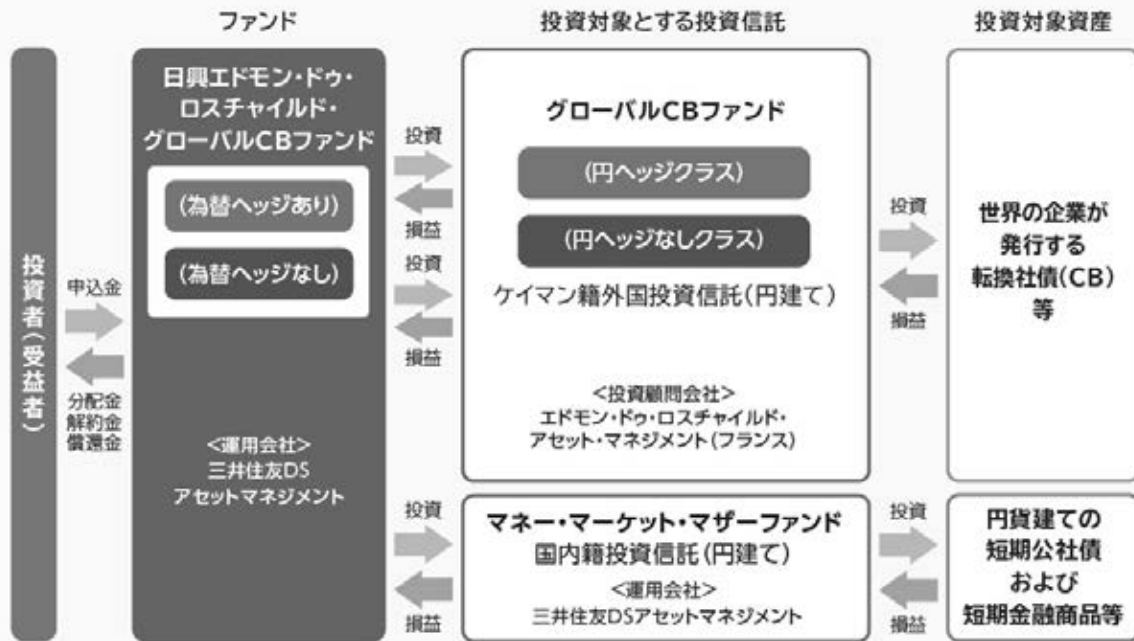 ファンド
投資対象とする投資信託
投資対象資産
投資者(受益者)
申込金
分配金
解約金
償還金
日興エドモン・ドゥ・
ロスチャイルド・
グローバルCBファンド
(為替ヘッジあり)
(為替ヘッジなし)
<運用会社>
三井住友DS
アセットマネジメント
投資
損益
投資
損益
グローバルCBファンド
(円ヘッジクラス)
(円ヘッジなしクラス)
ケイマン籍外国投資信託(円建て)
<投資顧問会社>
エドモン・ドゥ・ロスチャイルド・
アセット・マネジメント(フランス)
投資
損益
世界の企業が
発行する
転換社債(CB)
等
投資
損益
マネー・マーケット・マザーファンド
国内籍投資信託(円建て)
<運用会社>
三井住友DSアセットマネジメント
投資
損益
円貨建ての
短期公社債
および
短期金融商品等